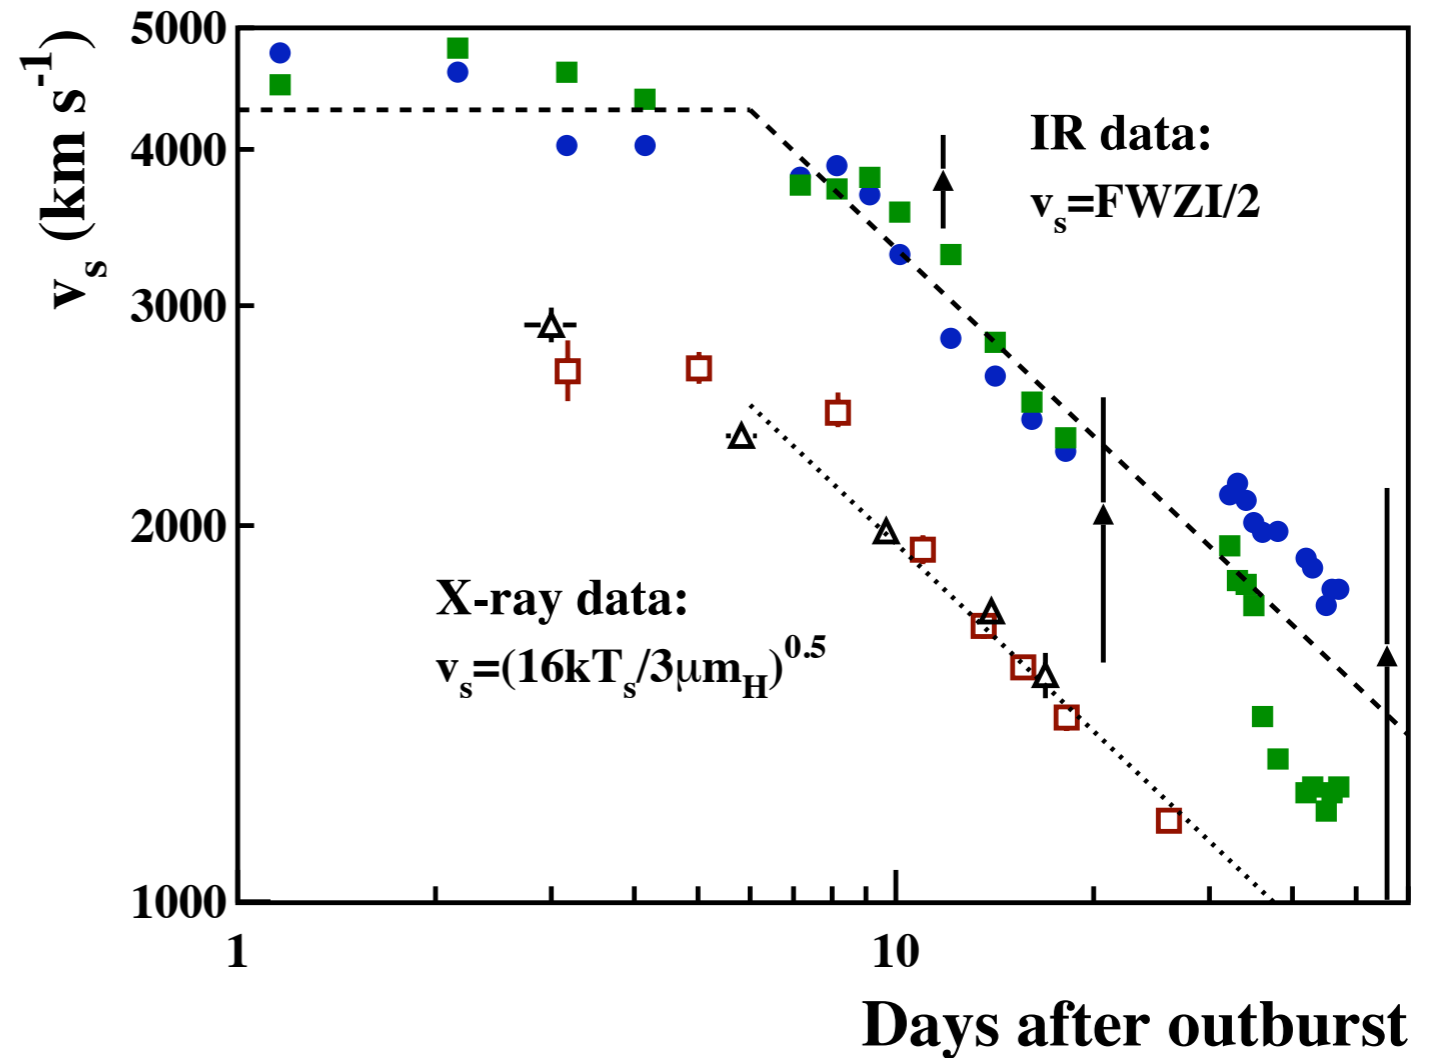 5000
4000
3000
2000
1000
v_s (km s^-1)
IR data:
v_s=FWZI/2
X-ray data:
v_s=(16kT_s/3μm_H)^0.5
1
10
Days after outburst